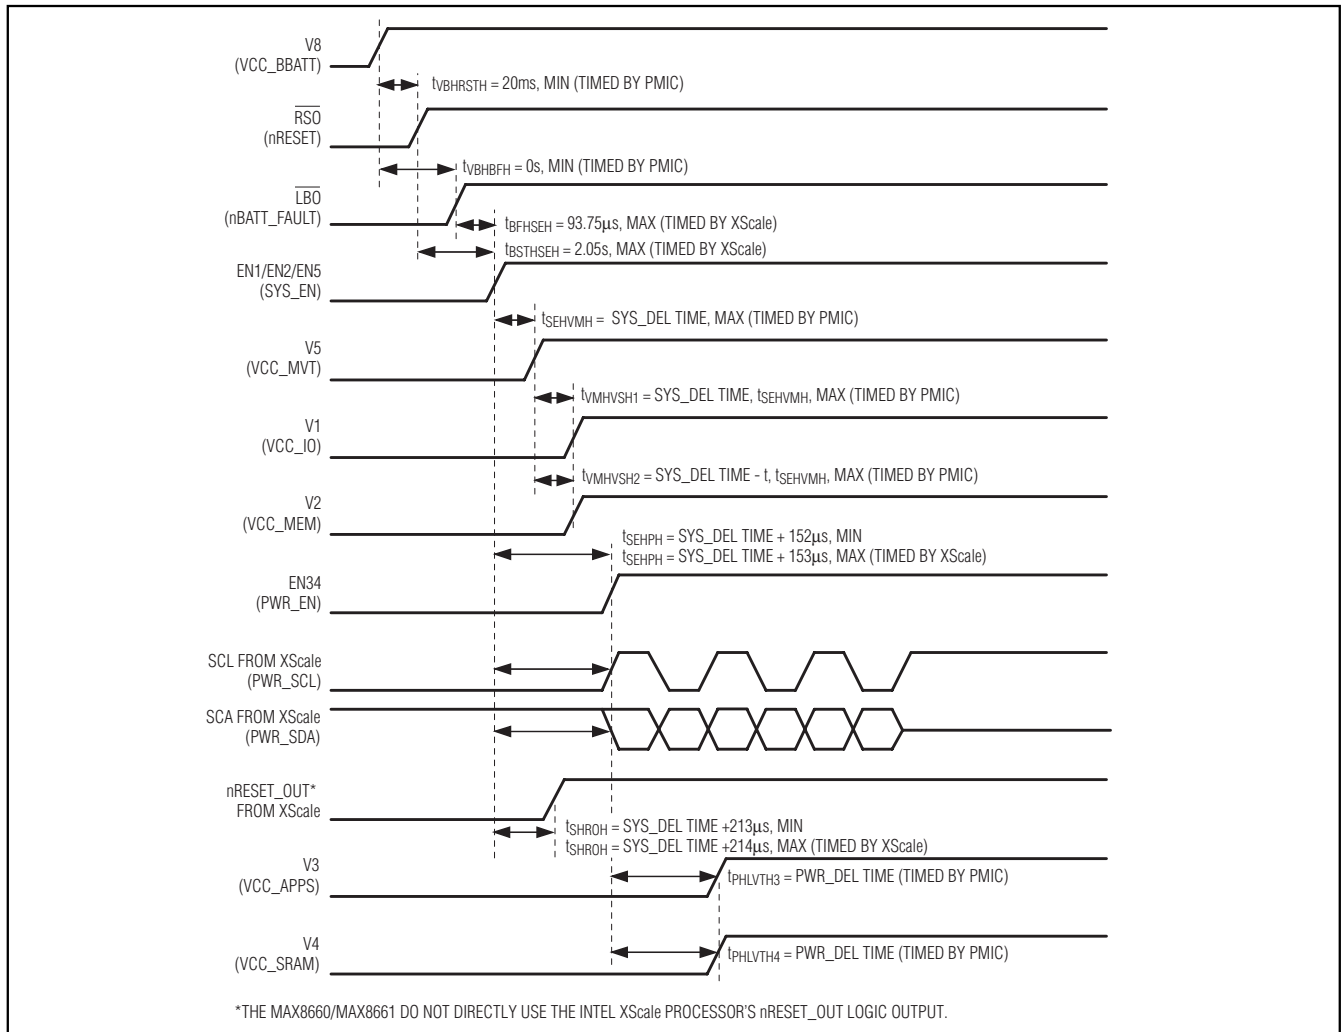 V8
(VCC_BBATT)
tVBHRSTH = 20ms, MIN (TIMED BY PMIC)
RSO
(nRESET)
tVBHBFH = 0s, MIN (TIMED BY PMIC)
LBO
(nBATT_FAULT)
tBFHSEH = 93.75µs, MAX (TIMED BY XScale)
tBSTHSEH = 2.05s, MAX (TIMED BY XScale)
EN1/EN2/EN5
(SYS_EN)
tSEHVMH = SYS_DEL TIME, MAX (TIMED BY PMIC)
V5
(VCC_MVT)
tVMHVSH1 = SYS_DEL TIME, tSEHVMH, MAX (TIMED BY PMIC)
V1
(VCC_IO)
tVMHVSH2 = SYS_DEL TIME - t, tSEHVMH, MAX (TIMED BY PMIC)
V2
(VCC_MEM)
tSEHPH = SYS_DEL TIME + 152µs, MIN
tSEHPH = SYS_DEL TIME + 153µs, MAX (TIMED BY XScale)
EN34
(PWR_EN)
SCL FROM XScale
(PWR_SCL)
SCA FROM XScale
(PWR_SDA)
nRESET_OUT*
FROM XScale
tSHROH = SYS_DEL TIME +213µs, MIN
tSHROH = SYS_DEL TIME +214µs, MAX (TIMED BY XScale)
V3
(VCC_APPS)
tPHLVTH3 = PWR_DEL TIME (TIMED BY PMIC)
V4
(VCC_SRAM)
tPHLVTH4 = PWR_DEL TIME (TIMED BY PMIC)
*THE MAX8660/MAX8661 DO NOT DIRECTLY USE THE INTEL XScale PROCESSOR'S nRESET_OUT LOGIC OUTPUT.